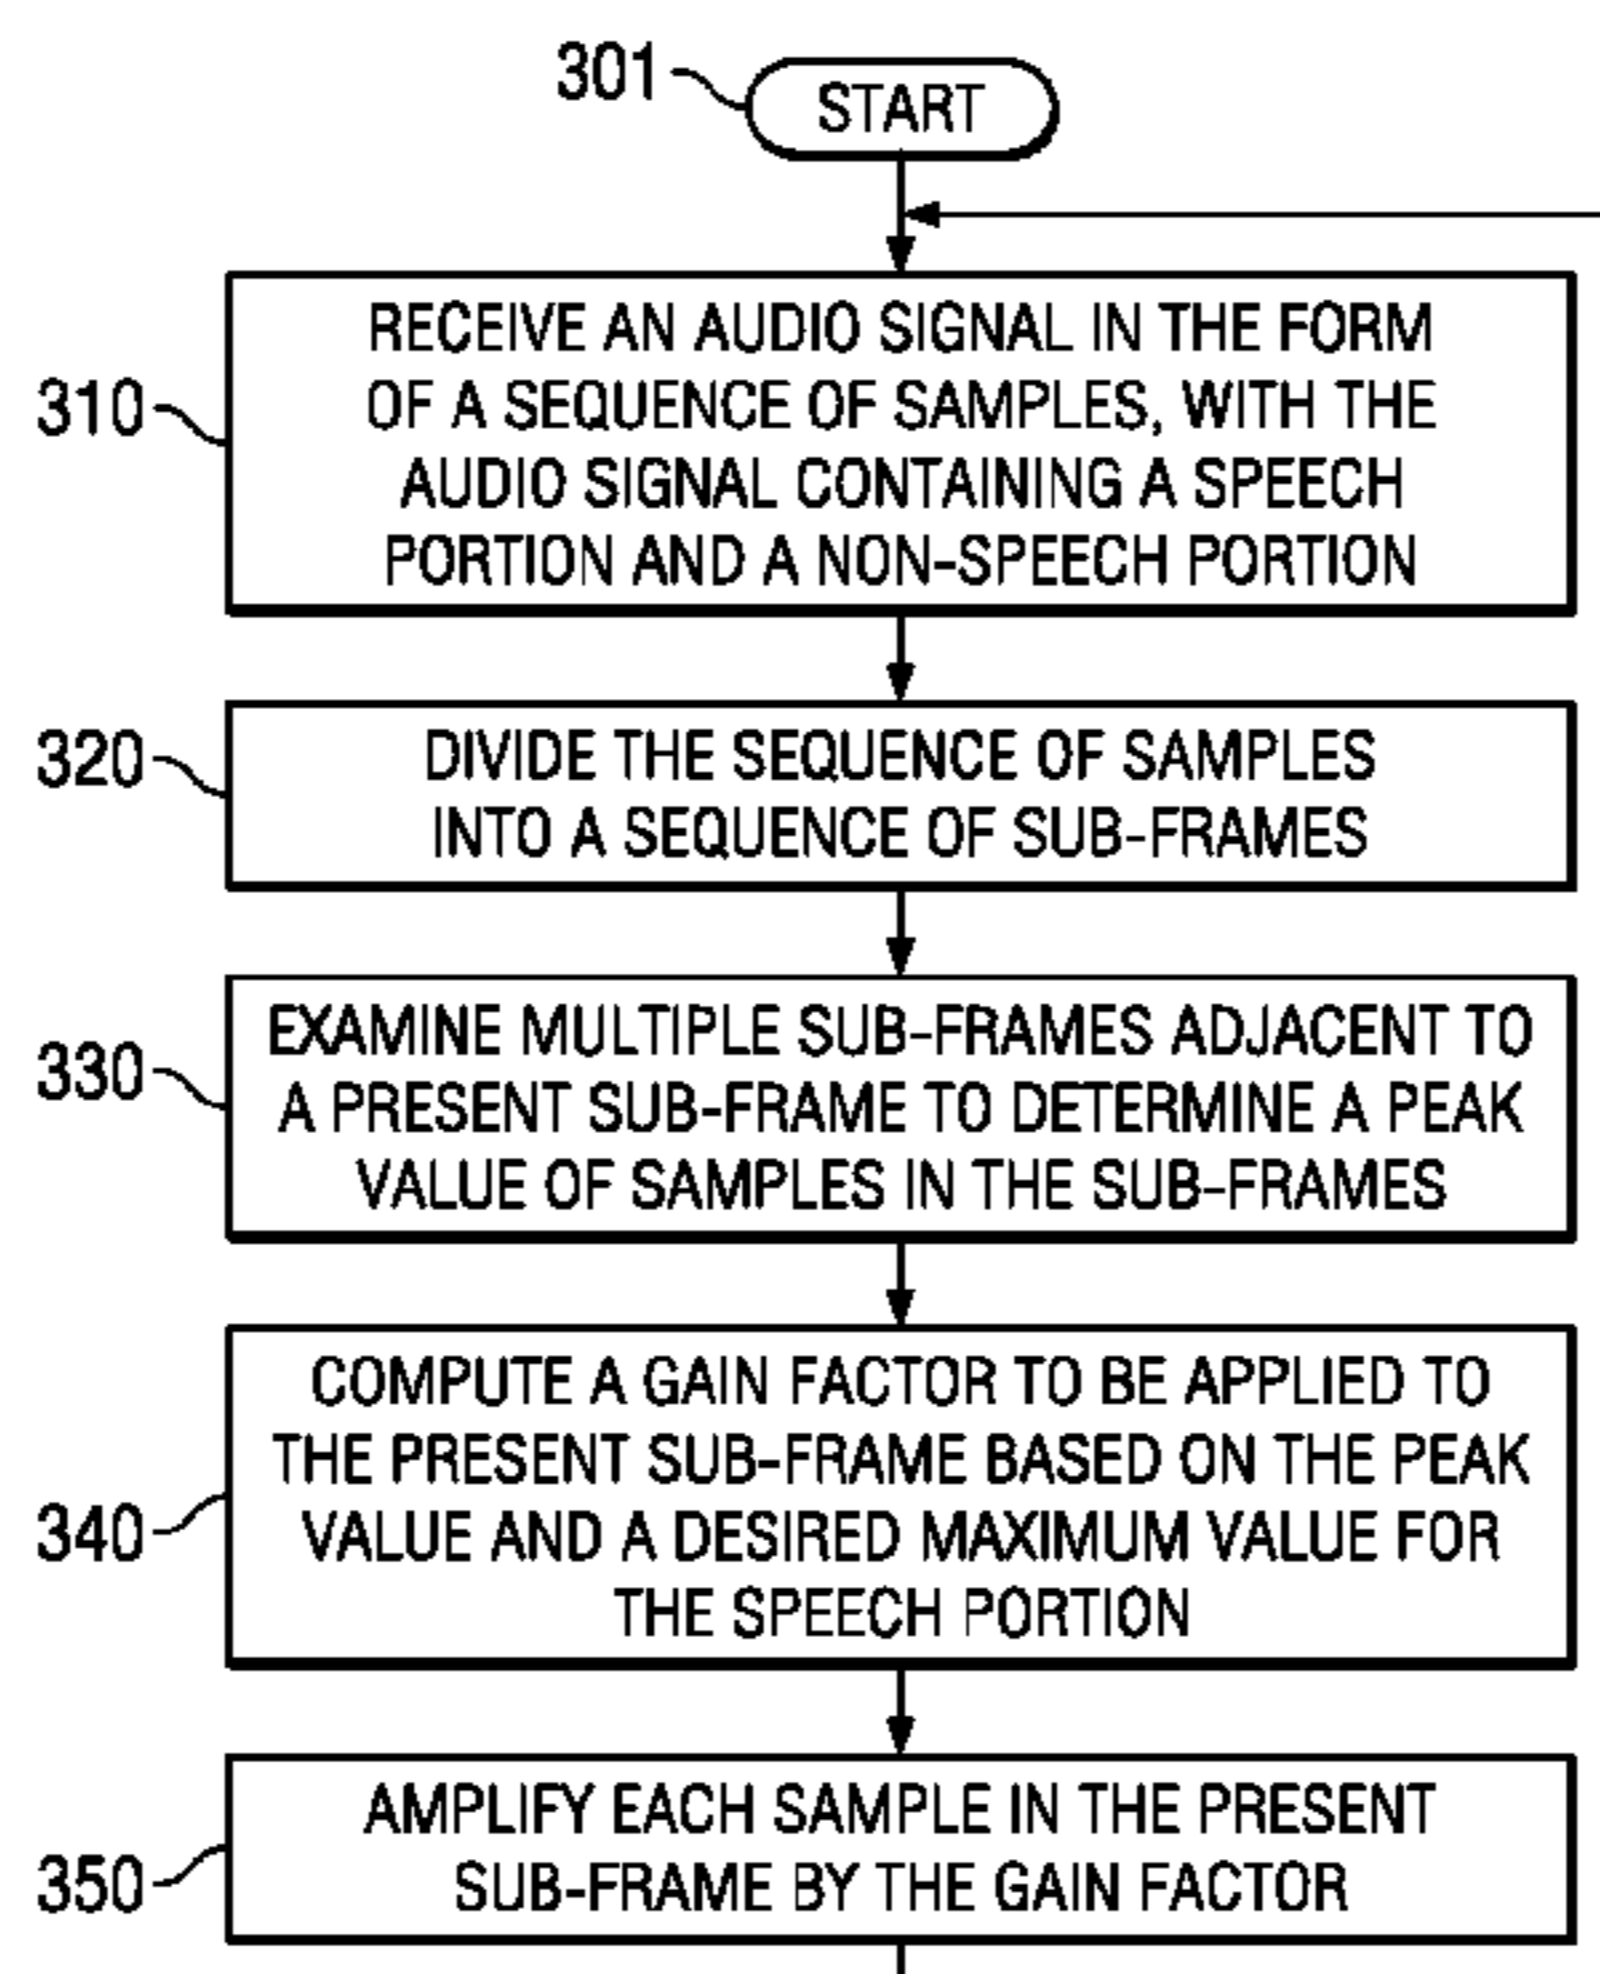 301
START
310
RECEIVE AN AUDIO SIGNAL IN THE FORM
OF A SEQUENCE OF SAMPLES, WITH THE
AUDIO SIGNAL CONTAINING A SPEECH
PORTION AND A NON-SPEECH PORTION
320
DIVIDE THE SEQUENCE OF SAMPLES
INTO A SEQUENCE OF SUB-FRAMES
330
EXAMINE MULTIPLE SUB-FRAMES ADJACENT TO
A PRESENT SUB-FRAME TO DETERMINE A PEAK
VALUE OF SAMPLES IN THE SUB-FRAMES
340
COMPUTE A GAIN FACTOR TO BE APPLIED TO
THE PRESENT SUB-FRAME BASED ON THE PEAK
VALUE AND A DESIRED MAXIMUM VALUE FOR
THE SPEECH PORTION
350
AMPLIFY EACH SAMPLE IN THE PRESENT
SUB-FRAME BY THE GAIN FACTOR